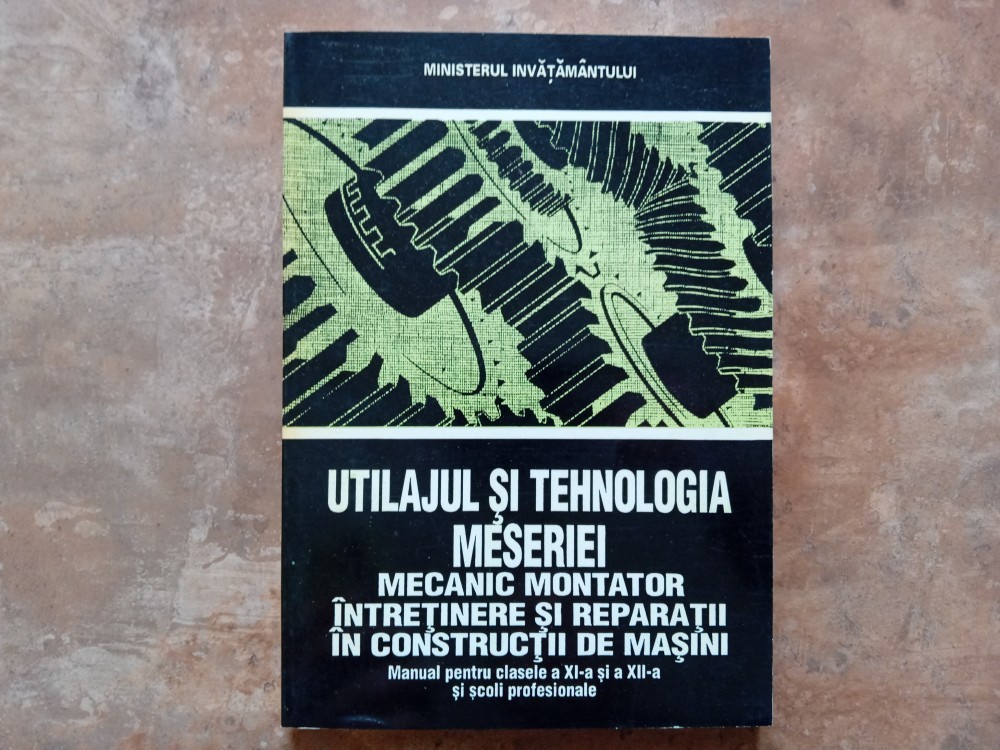 MINISTERUL INVĂȚĂMÂNTULUI
UTILAJUL ȘI TEHNOLOGIA
MESERIEI
MECANIC MONTATOR
ÎNTREȚINERE ȘI REPARAȚII
ÎN CONSTRUCȚII DE MAȘINI
Manual pentru clasele a XI-a și a XII-a
și școli profesionale